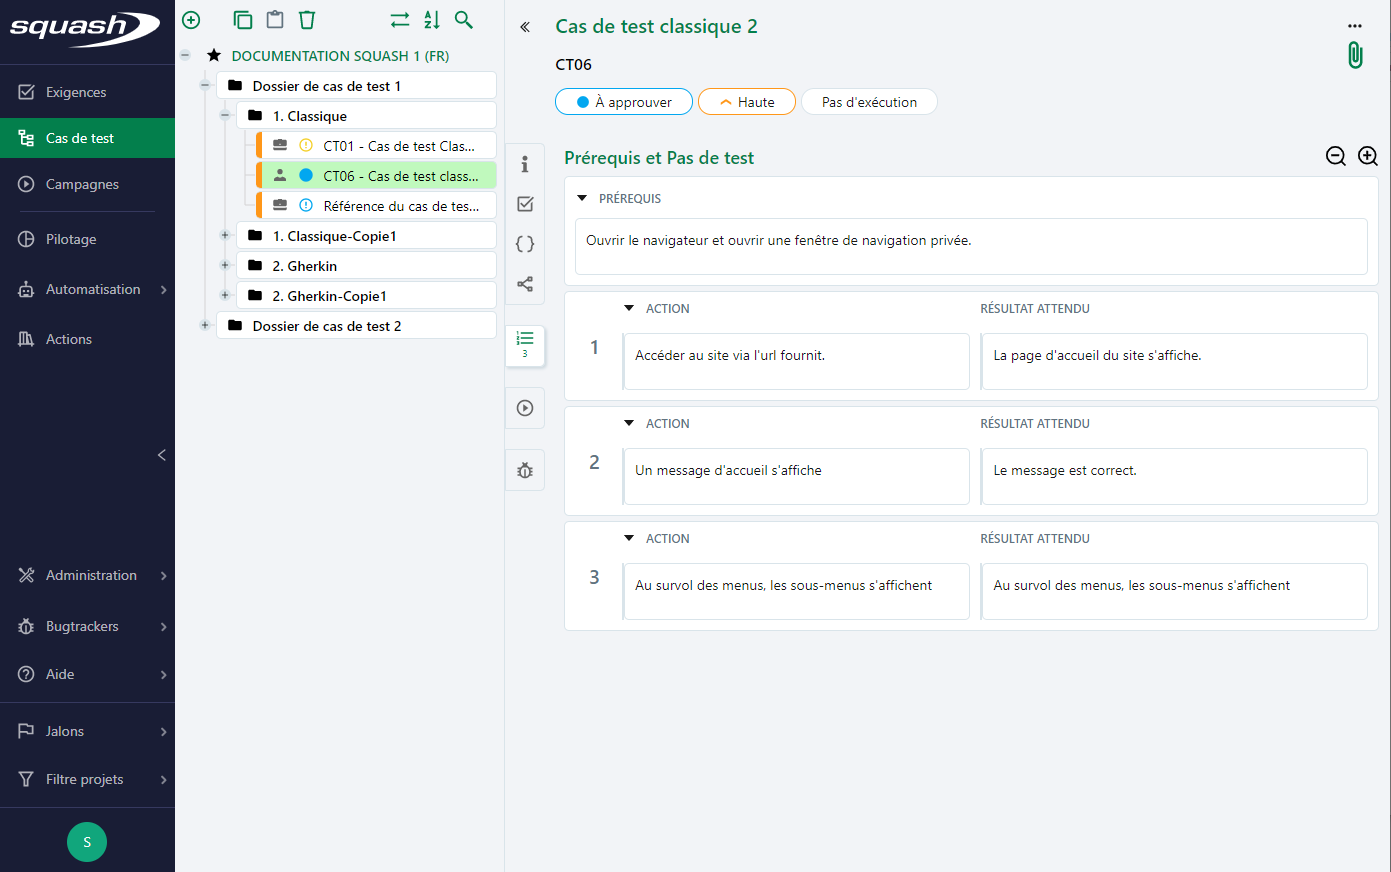 squash
Exigences
Cas de test
Campagnes
Pilotage
Automatisation
Actions
Administration
Bugtrackers
Aide
Jalons
Filtre projets
S
DOCUMENTATION SQUASH 1 (FR)
Dossier de cas de test 1
1. Classique
CT01 - Cas de test Clas...
CT06 - Cas de test class...
Référence du cas de tes...
1. Classique-Copie1
2. Gherkin
2. Gherkin-Copie1
Dossier de cas de test 2
Cas de test classique 2
CT06
À approuver
Haute
Pas d'exécution
3
Prérequis et Pas de test
PRÉREQUIS
Ouvrir le navigateur et ouvrir une fenêtre de navigation privée.
ACTION
RÉSULTAT ATTENDU
1
Accéder au site via l'url fournit.
La page d'accueil du site s'affiche.
ACTION
RÉSULTAT ATTENDU
2
Un message d'accueil s'affiche
Le message est correct.
ACTION
RÉSULTAT ATTENDU
3
Au survol des menus, les sous-menus s'affichent
Au survol des menus, les sous-menus s'affichent